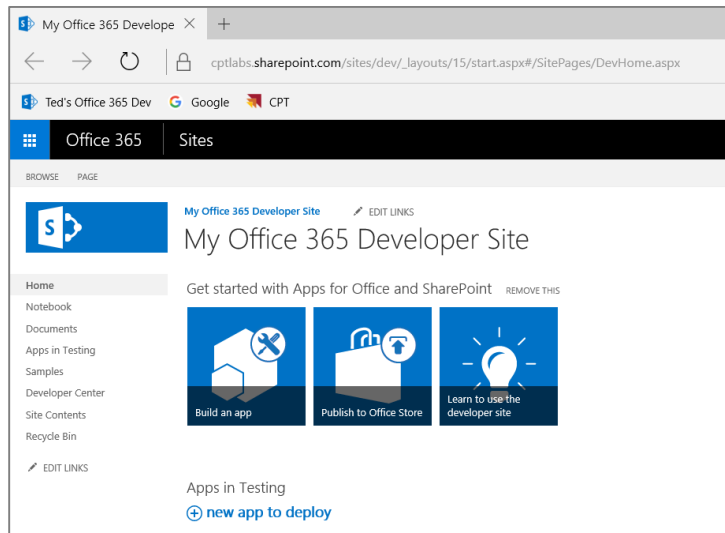 My Office 365 Develope
cptlabs.sharepoint.com/sites/dev/_layouts/15/start.aspx#/SitePages/DevHome.aspx
Ted's Office 365 Dev Google CPT
Office 365 Sites
BROWSE PAGE
My Office 365 Developer Site EDIT LINKS
My Office 365 Developer Site
Home
Notebook
Documents
Apps in Testing
Samples
Developer Center
Site Contents
Recycle Bin
EDIT LINKS
Get started with Apps for Office and SharePoint REMOVE THIS
Build an app
Publish to Office Store
Learn to use the
developer site
Apps in Testing
new app to deploy